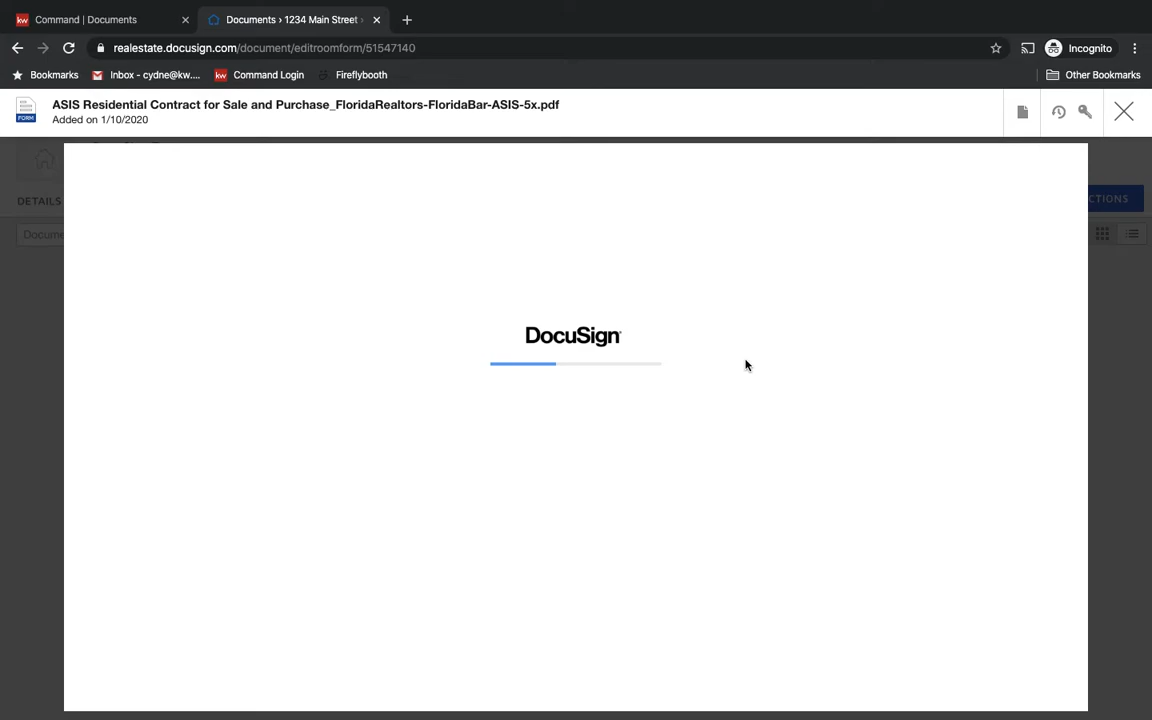 Command | Documents
Documents › 1234 Main Street
realestate.docusign.com/document/editroomform/51547140
Incognito
Bookmarks
Inbox - cydne@kw....
Command Login
Fireflybooth
Other Bookmarks
ASIS Residential Contract for Sale and Purchase_FloridaRealtors-FloridaBar-ASIS-5x.pdf
Added on 1/10/2020
FORM
DETAILS
CTIONS
Docume
DocuSign